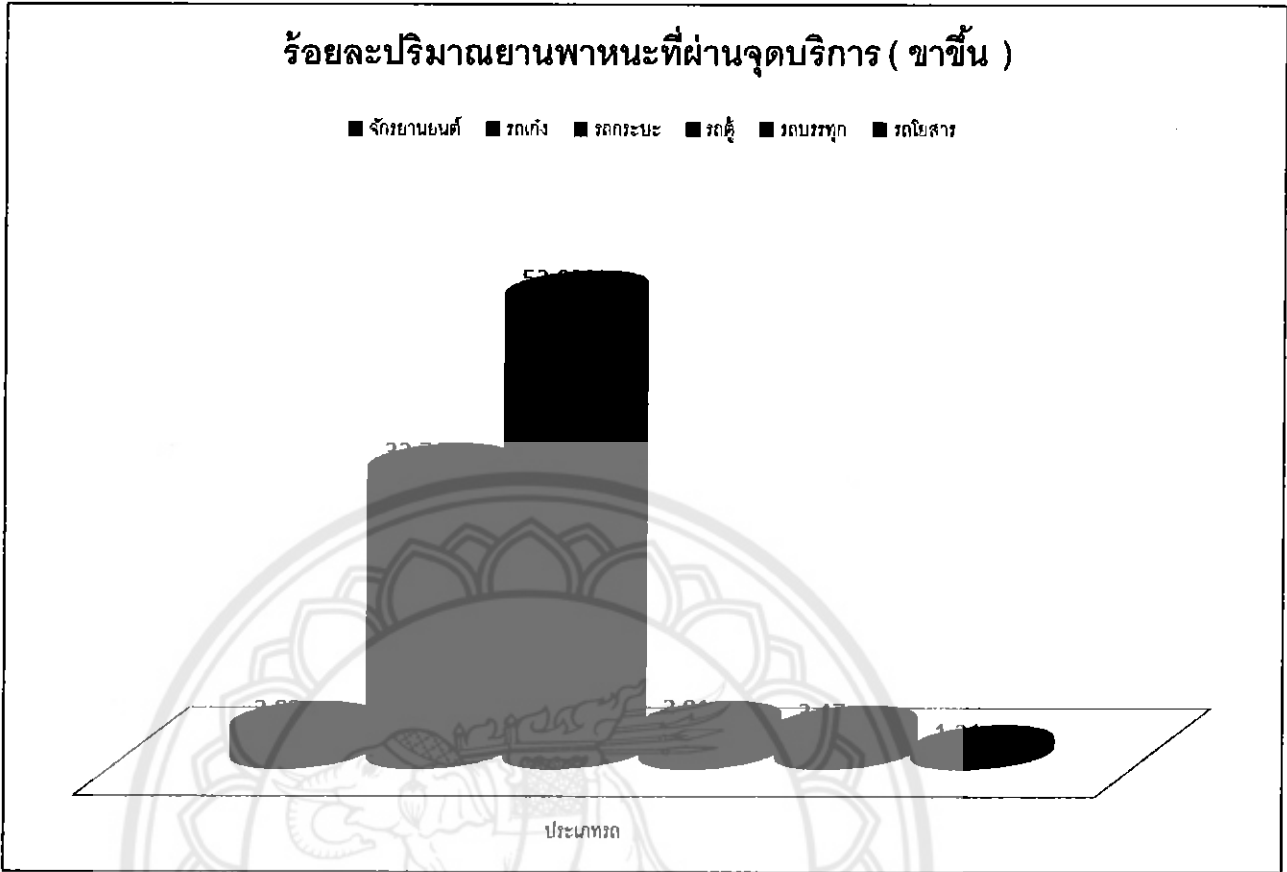 ร้อยละปริมาณยานพาหนะที่ผ่านจุดบริการ ( ขาขึ้น )
จักรยานยนต์ รถเก๋ง รถกระบะ รถตู้ รถบรรทุก รถโยสาร
ประเภทรถ